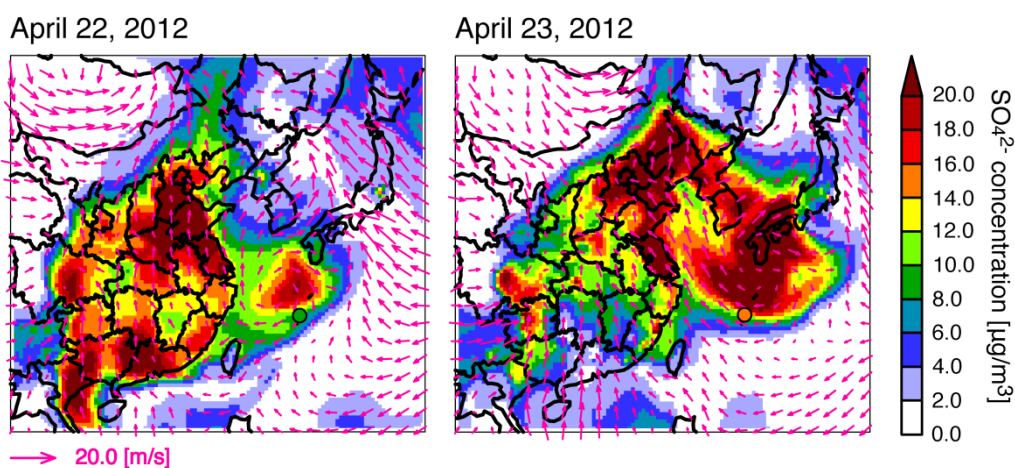 April 22, 2012
April 23, 2012
20.0
18.0
16.0
14.0
12.0
10.0
8.0
6.0
4.0
2.0
0.0
SO₄²⁻ concentration [µg/m³]
20.0 [m/s]